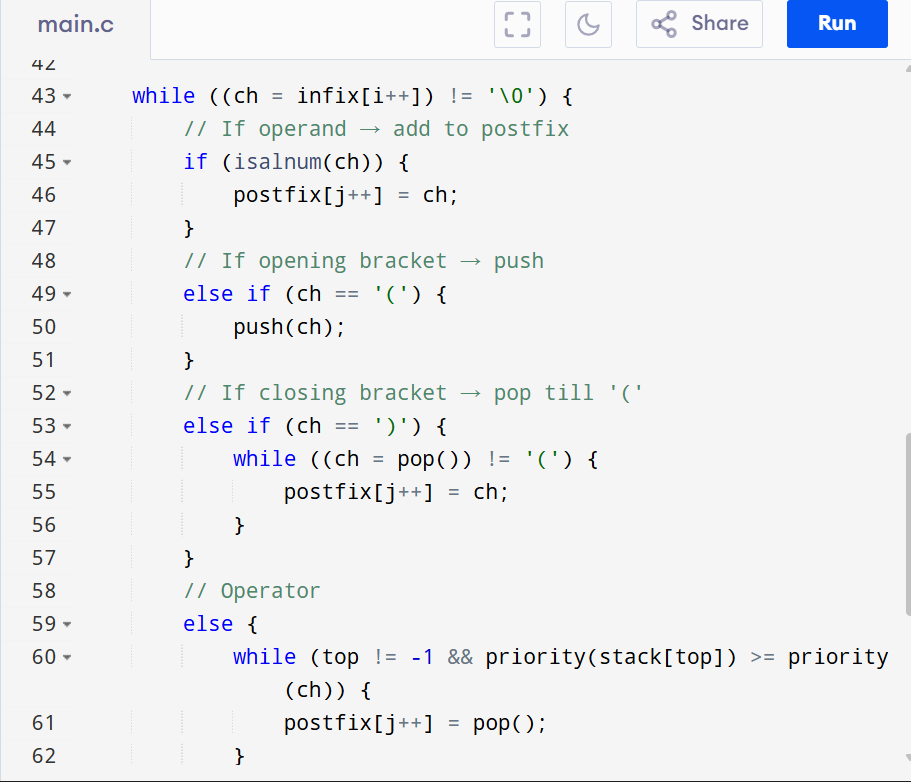 main.c
Share
Run
42
43 while ((ch = infix[i++]) != '\0') {
44 // If operand → add to postfix
45 if (isalnum(ch)) {
46 postfix[j++] = ch;
47 }
48 // If opening bracket → push
49 else if (ch == '(') {
50 push(ch);
51 }
52 // If closing bracket → pop till '('
53 else if (ch == ')') {
54 while ((ch = pop()) != '(') {
55 postfix[j++] = ch;
56 }
57 }
58 // Operator
59 else {
60 while (top != -1 && priority(stack[top]) >= priority
(ch)) {
61 postfix[j++] = pop();
62 }